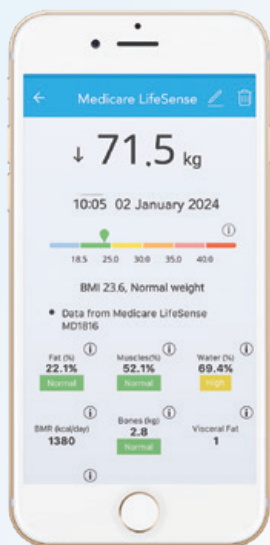 Medicare LifeSense
↓ 71.5 kg
10:05 02 January 2024
18.5 25.0 30.0 35.0 40.0
BMI 23.6, Normal weight
• Data from Medicare LifeSense
MD1816
Fat (%) Muscles(%) Water (%)
22.1% 52.1% 69.4%
Normal Normal High
BMR (kcal/day) Bones (kg) Visceral Fat
1380 2.8 1
Normal